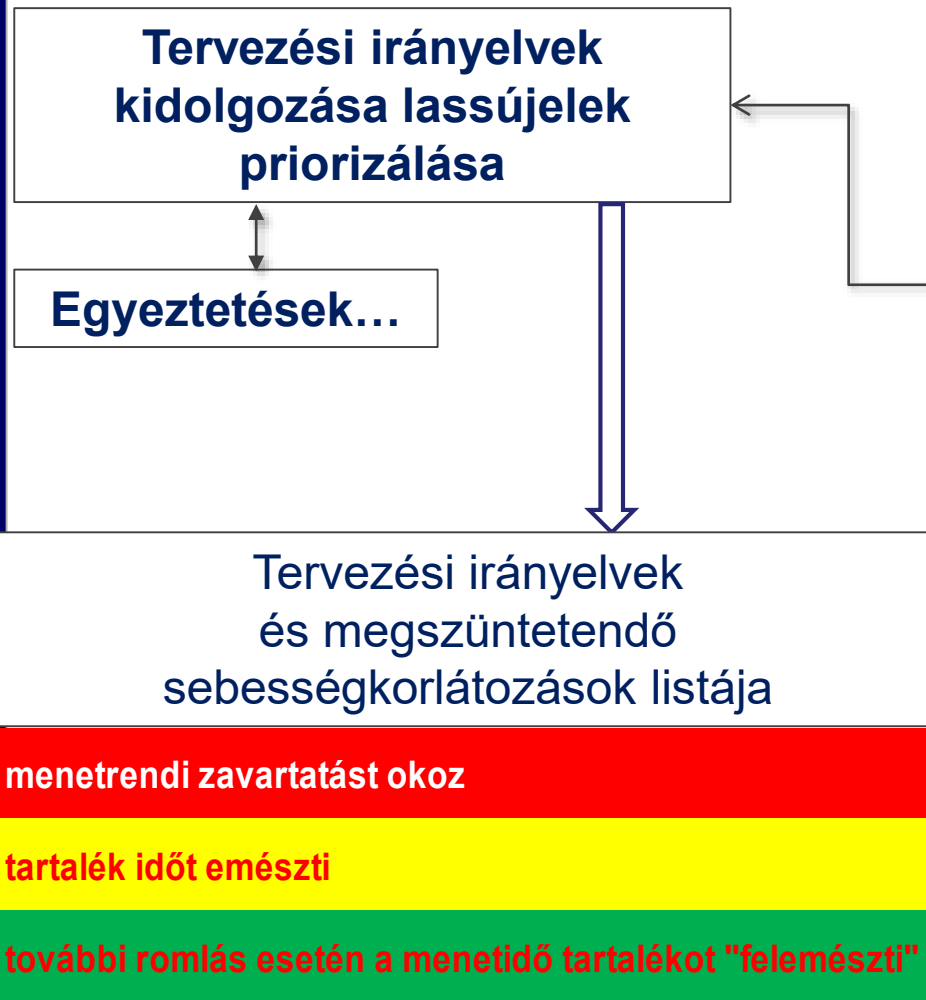 Tervezési irányelvek
kidolgozása lassújelek
priorizálása
Egyeztetések…
Tervezési irányelvek
és megszüntetendő
sebességkorlátozások listája
menetrendi zavartatást okoz
tartalék időt emészti
további romlás esetén a menetidő tartalékot "felemészti"